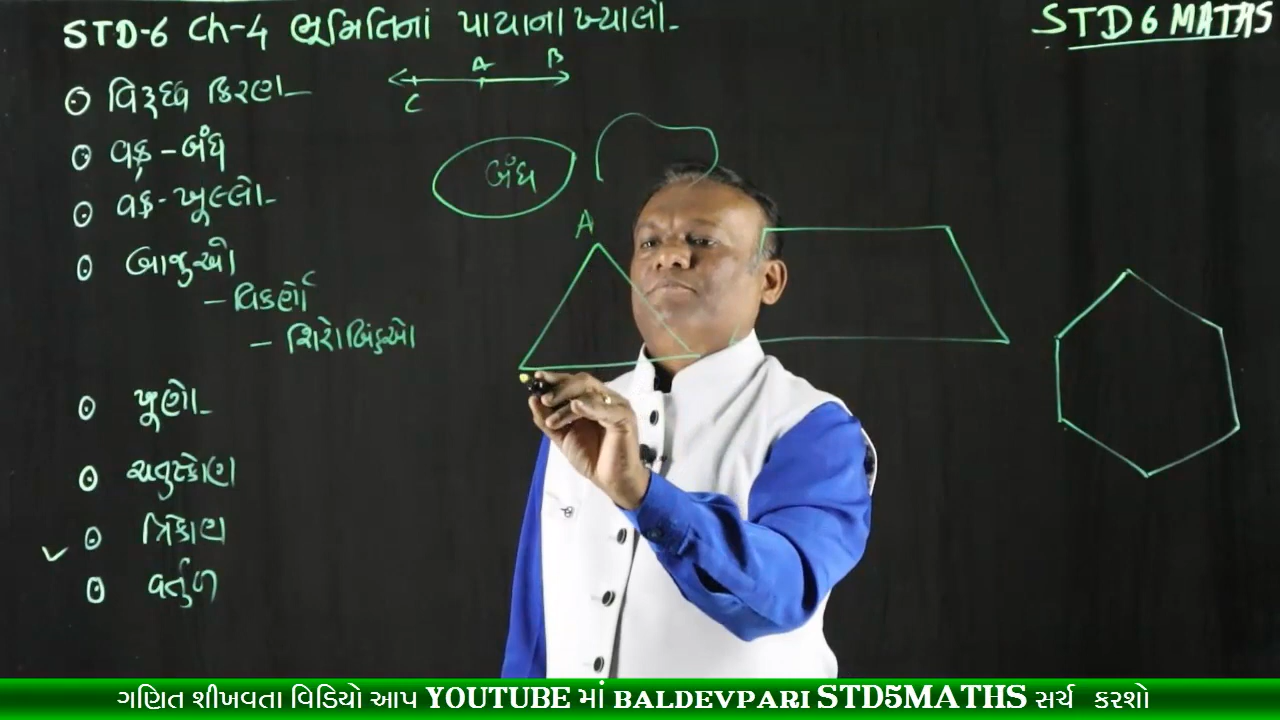 STD-6 Ch-4 ભૂમિતિનાં પાયાના ખ્યાલો-
STD 6 MATHS
વિરૂધ્ધ કિરણ-
C A B
વક્ર-બંધ
બંધ
વક્ર-ખુલ્લો-
A
બાજુઓ
- વિકર્ણો
- શિરોબિંદુઓ
ખૂણો-
ચતુષ્કોણ
ત્રિકોણ
વર્તુળ
ગણિત શીખવતા વિડિયો આપ YOUTUBE માં BALDEVPARI STD5MATHS સર્ચ કરશો